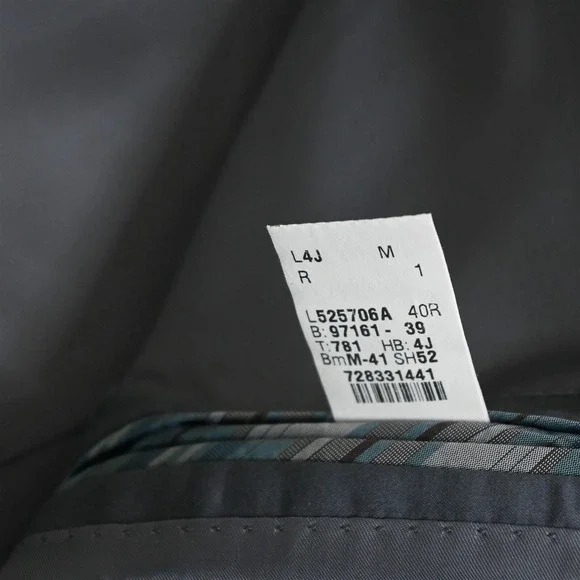 L4J M
R 1
L525706A 40R
B: 97161 - 39
T: 781 HB: 4J
BmM-41 SH52
728331441